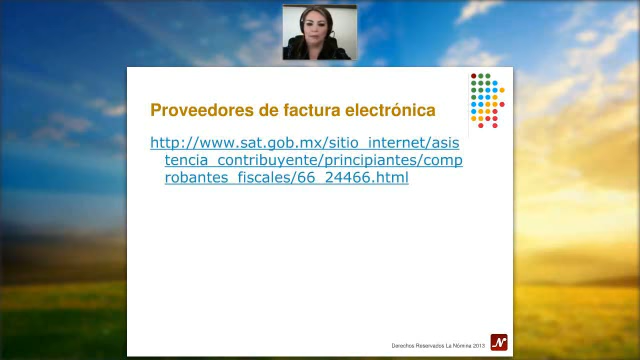 Proveedores de factura electrónica
http://www.sat.gob.mx/sitio_internet/asis
tencia_contribuyente/principiantes/comp
robantes_fiscales/66_24466.html
Derechos Reservados La Nómina 2013
N